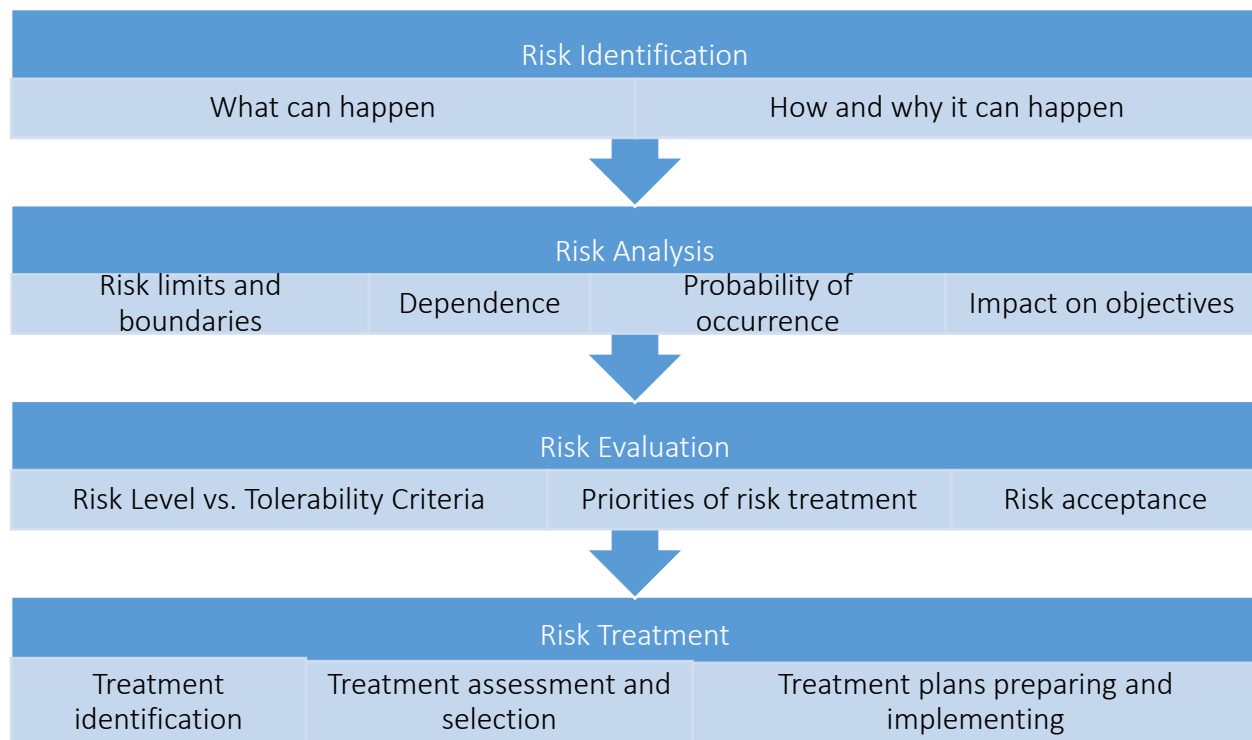 Risk Identification
What can happen
How and why it can happen
Risk Analysis
Risk limits and
boundaries
Dependence
Probability of
occurrence
Impact on objectives
Risk Evaluation
Risk Level vs. Tolerability Criteria
Priorities of risk treatment
Risk acceptance
Risk Treatment
Treatment
identification
Treatment assessment and
selection
Treatment plans preparing and
implementing